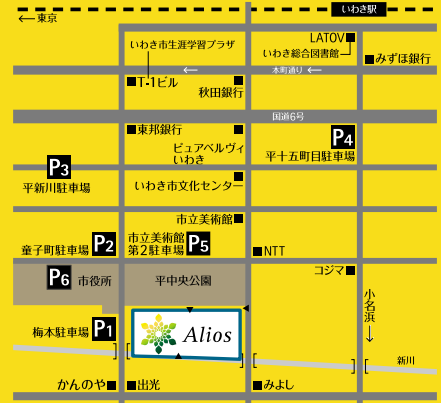 いわき駅
←東京
LATOV
いわき市生涯学習プラザ
いわき総合図書館
みずほ銀行
本町通り
T-1ビル
秋田銀行
国道6号
東邦銀行
P4
ピュアベルヴィ
いわき
平十五町目駐車場
P3
平新川駐車場
いわき市文化センター
市立美術館
童子町駐車場
P2
市立美術館
第2駐車場
P5
NTT
P6
市役所
平中央公園
コジマ
小名浜
梅本駐車場
P1
Alios
新川
かんのや
出光
みよし